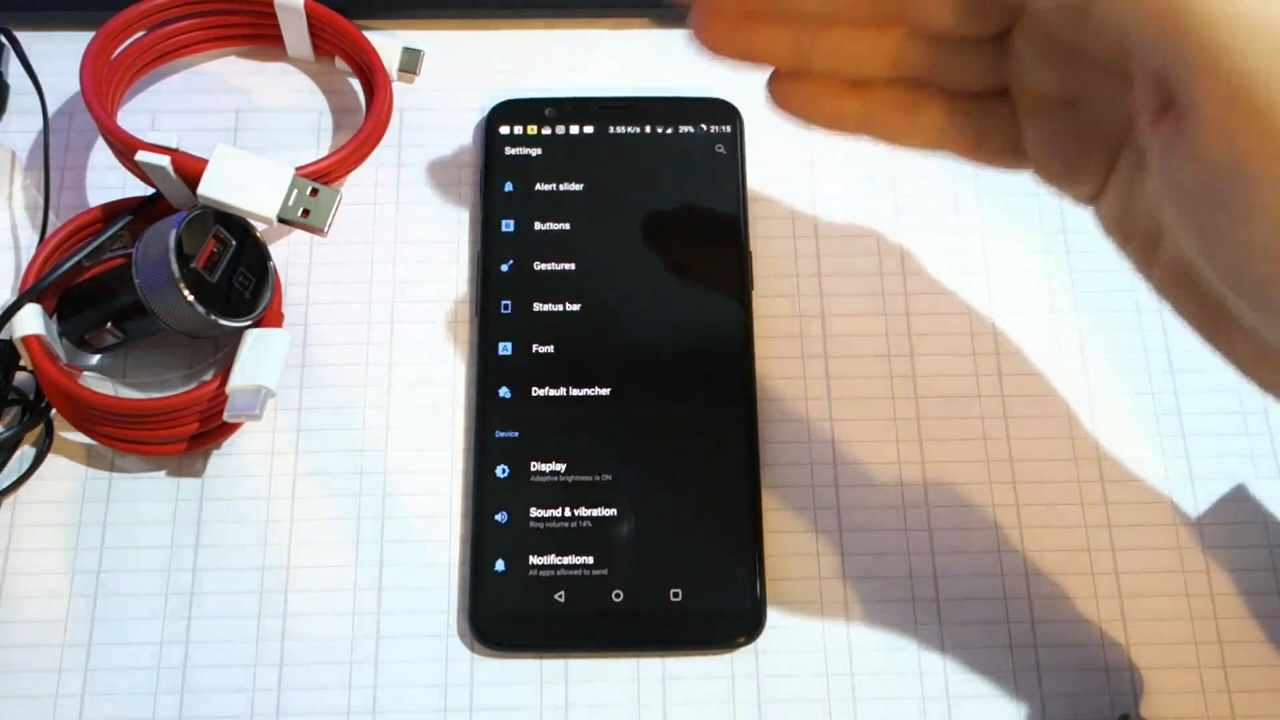 3.55 K/s 29% 21:15
Settings
Alert slider
B Buttons
Gestures
Status bar
A Font
Default launcher
Device
Display
Adaptive brightness is ON
Sound & vibration
Ring volume at 14%
Notifications
All apps allowed to send